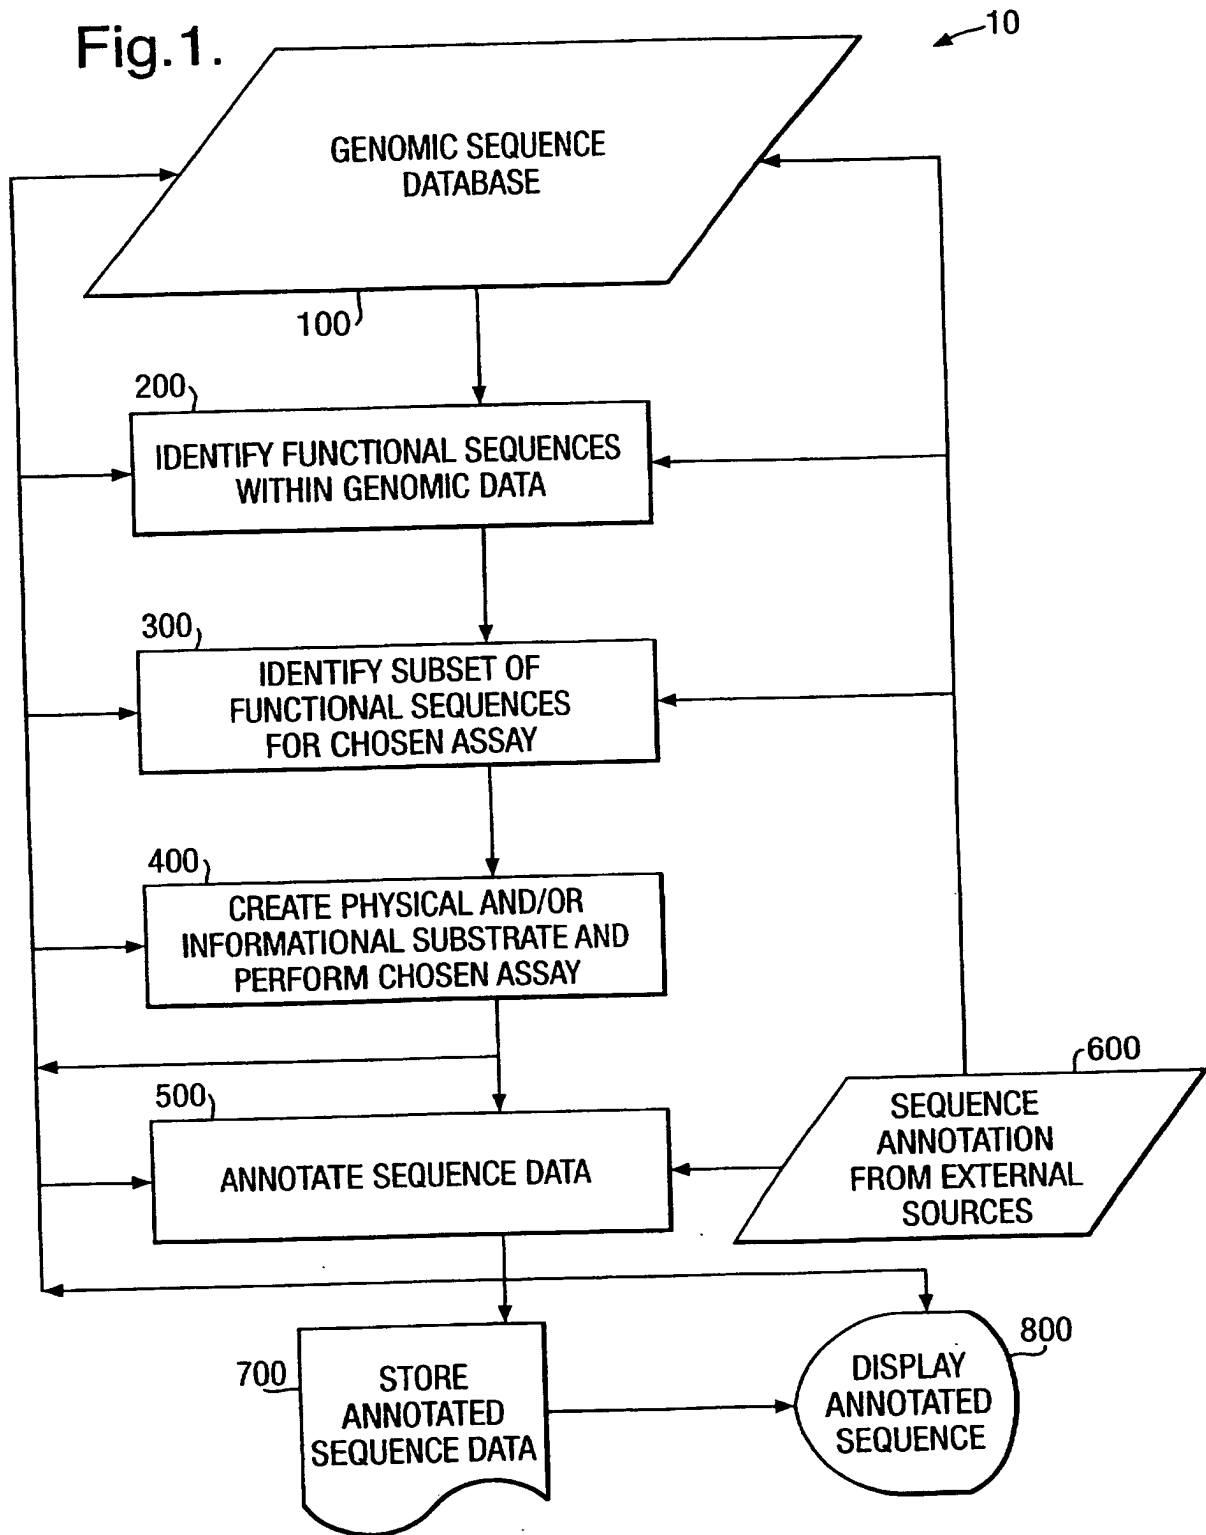 Fig.1.
10
GENOMIC SEQUENCE
DATABASE
100
200
IDENTIFY FUNCTIONAL SEQUENCES
WITHIN GENOMIC DATA
300
IDENTIFY SUBSET OF
FUNCTIONAL SEQUENCES
FOR CHOSEN ASSAY
400
CREATE PHYSICAL AND/OR
INFORMATIONAL SUBSTRATE AND
PERFORM CHOSEN ASSAY
500
ANNOTATE SEQUENCE DATA
600
SEQUENCE
ANNOTATION
FROM EXTERNAL
SOURCES
700
STORE
ANNOTATED
SEQUENCE DATA
800
DISPLAY
ANNOTATED
SEQUENCE